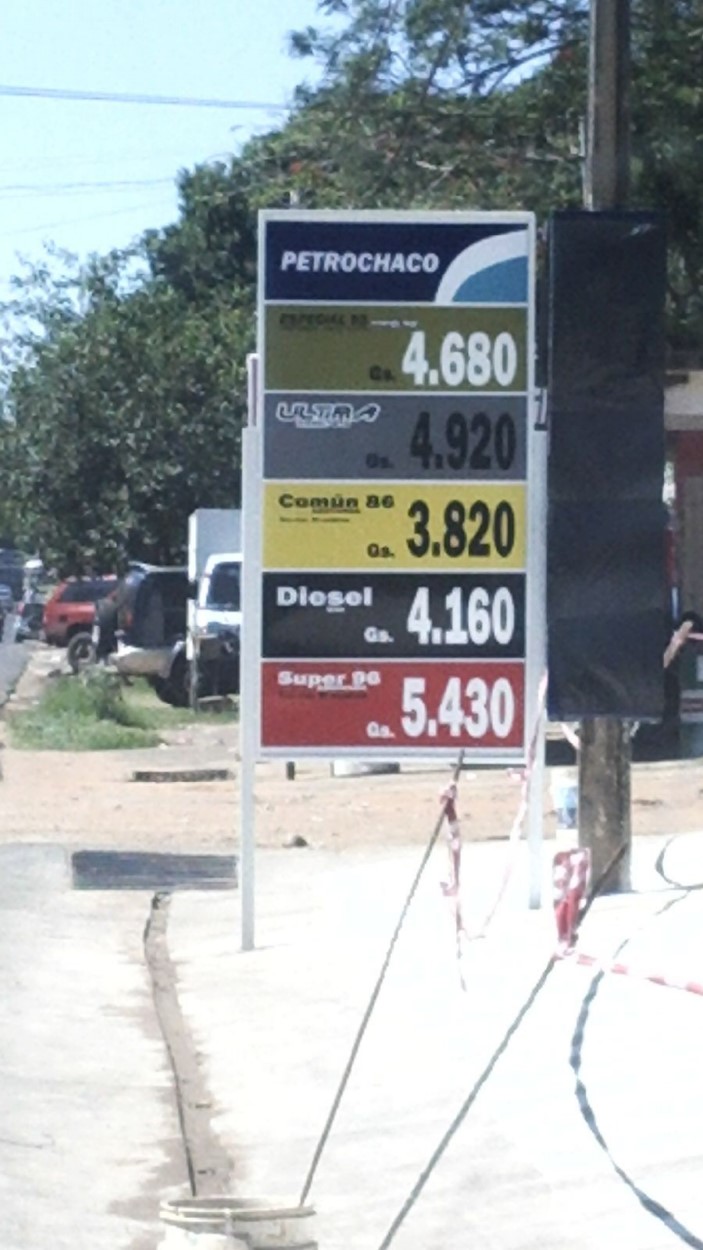 PETROCHACO
ESPECIAL
Gs. 4.680
ULTRA
Gs. 4.920
Común 86
Gs. 3.820
Diesel
Gs. 4.160
Super 96
Gs. 5.430